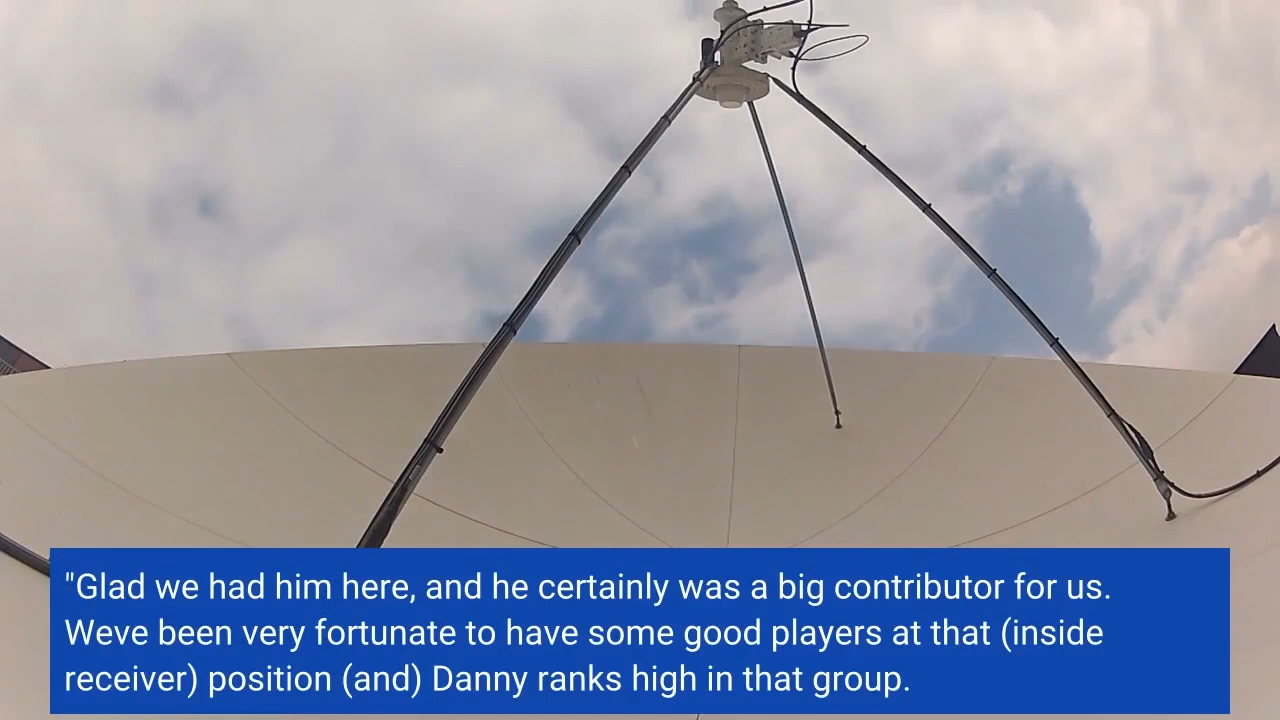 "Glad we had him here, and he certainly was a big contributor for us.
Weve been very fortunate to have some good players at that (inside
receiver) position (and) Danny ranks high in that group.